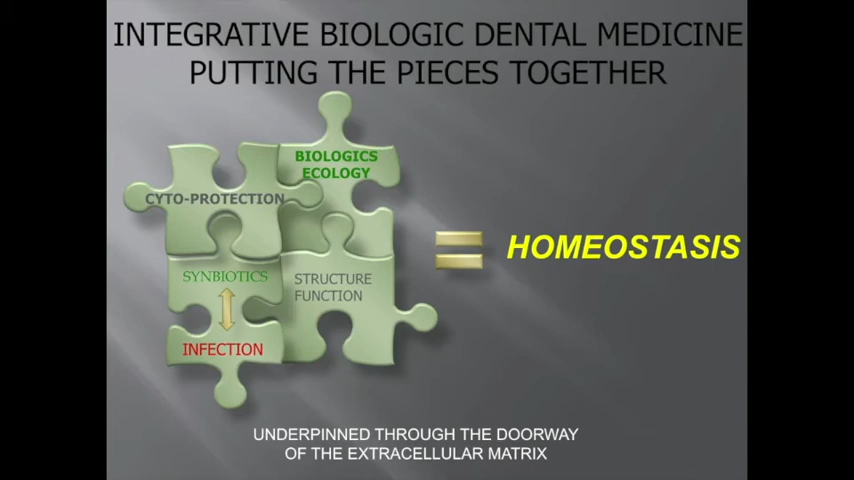 INTEGRATIVE BIOLOGIC DENTAL MEDICINE
PUTTING THE PIECES TOGETHER
BIOLOGICS
ECOLOGY
CYTO-PROTECTION
SYNBIOTICS
INFECTION
STRUCTURE
FUNCTION
=
HOMEOSTASIS
UNDERPINNED THROUGH THE DOORWAY
OF THE EXTRACELLULAR MATRIX